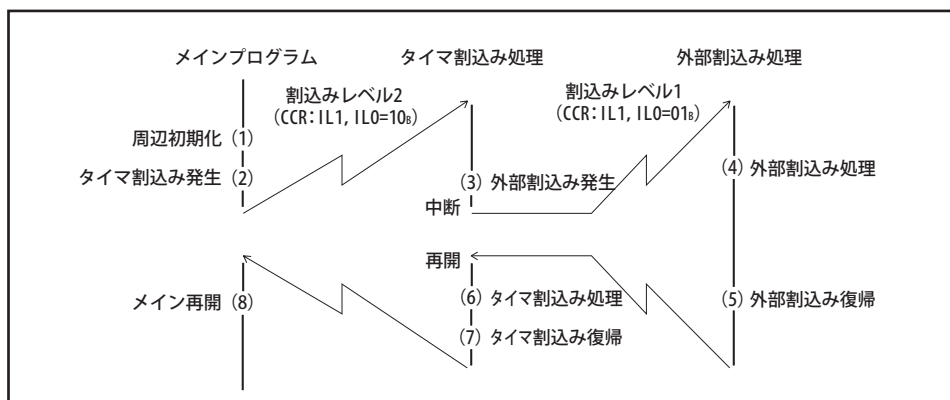 メインプログラム
タイマ割込み処理
外部割込み処理
割込みレベル2
(CCR:IL1, IL0=10B)
割込みレベル1
(CCR:IL1, IL0=01B)
周辺初期化 (1)
タイマ割込み発生 (2)
(3) 外部割込み発生
(4) 外部割込み処理
中断
再開
メイン再開 (8)
(6) タイマ割込み処理
(5) 外部割込み復帰
(7) タイマ割込み復帰